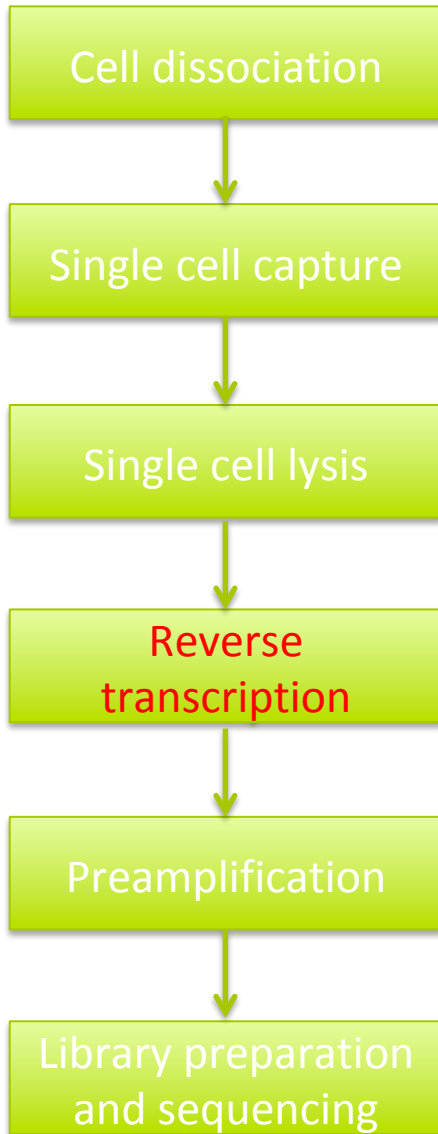 Cell dissociation
Single cell capture
Single cell lysis
Reverse
transcription
Preamplification
Library preparation
and sequencing